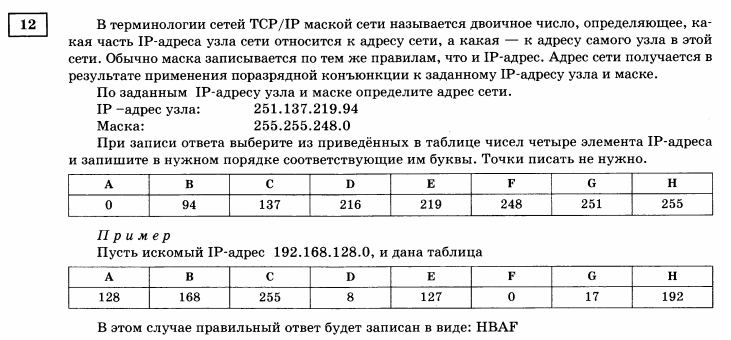 12
В терминологии сетей TCP/IP маской сети называется двоичное число, определяющее, ка-
кая часть IP-адреса узла сети относится к адресу сети, а какая — к адресу самого узла в этой
сети. Обычно маска записывается по тем же правилам, что и IP-адрес. Адрес сети получается в
результате применения поразрядной конъюнкции к заданному IP-адресу узла и маске.
По заданным IP-адресу узла и маске определите адрес сети.
IP –адрес узла: 251.137.219.94
Маска: 255.255.248.0
При записи ответа выберите из приведённых в таблице чисел четыре элемента IP-адреса
и запишите в нужном порядке соответствующие им буквы. Точки писать не нужно.
A B C D E F G H
0 94 137 216 219 248 251 255
Пример
Пусть искомый IP-адрес 192.168.128.0, и дана таблица
A B C D E F G H
128 168 255 8 127 0 17 192
В этом случае правильный ответ будет записан в виде: HBAF